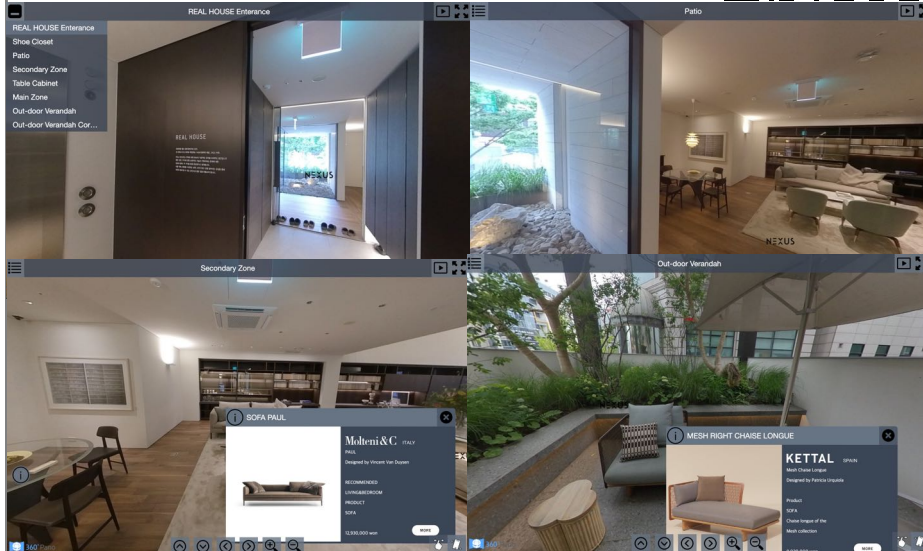 REAL HOUSE Enterance
REAL HOUSE Enterance
Shoe Closet
Patio
Secondary Zone
Table Cabinet
Main Zone
Out-door Verandah
Out-door Verandah Cor...
REAL HOUSE
NEXUS
Patio
NEXUS
Secondary Zone
SOFA PAUL
Molteni&C ITALY
PAUL
Designed by Vincent Van Duysen
RECOMMENDED
LIVING&BEDROOM
PRODUCT
SOFA
12,930,000 won
MORE
360°
Out-door Verandah
MESH RIGHT CHAISE LONGUE
KETTAL SPAIN
Mesh Chaise Longue
Designed by Patricia Urquiola
Product
SOFA
Chaise longue of the
Mesh collection
MORE
360°